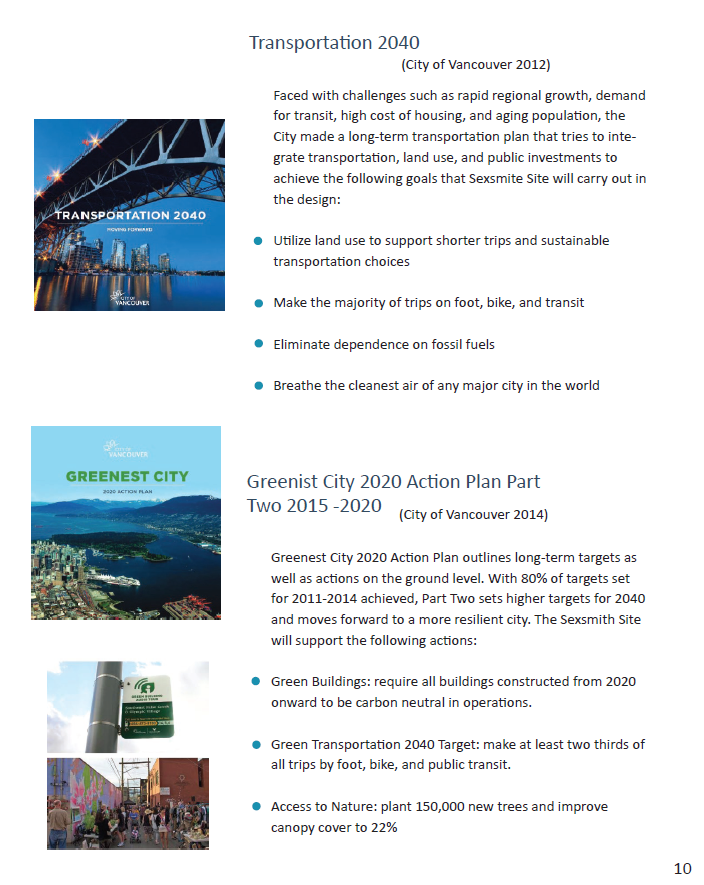 Transportation 2040
(City of Vancouver 2012)
Faced with challenges such as rapid regional growth, demand
for transit, high cost of housing, and aging population, the
City made a long-term transportation plan that tries to inte-
grate transportation, land use, and public investments to
achieve the following goals that Sexsmite Site will carry out in
the design:
TRANSPORTATION 2040
MOVING FORWARD
CITY OF
VANCOUVER
Utilize land use to support shorter trips and sustainable
transportation choices
Make the majority of trips on foot, bike, and transit
Eliminate dependence on fossil fuels
Breathe the cleanest air of any major city in the world
CITY OF
VANCOUVER
GREENEST CITY
2020 ACTION PLAN
Greenist City 2020 Action Plan Part
Two 2015 -2020
(City of Vancouver 2014)
Greenest City 2020 Action Plan outlines long-term targets as
well as actions on the ground level. With 80% of targets set
for 2011-2014 achieved, Part Two sets higher targets for 2040
and moves forward to a more resilient city. The Sexsmith Site
will support the following actions:
GREEN BUILDING
AUDIO TOUR
Green Buildings: require all buildings constructed from 2020
onward to be carbon neutral in operations.
Green Transportation 2040 Target: make at least two thirds of
all trips by foot, bike, and public transit.
Access to Nature: plant 150,000 new trees and improve
canopy cover to 22%
10